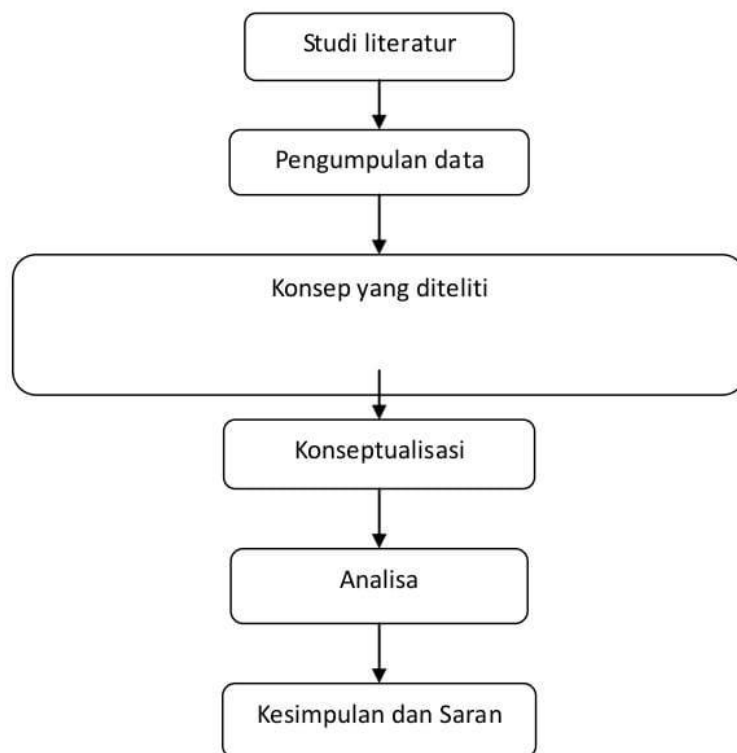 Studi literatur
Pengumpulan data
Konsep yang diteliti
Konseptualisasi
Analisa
Kesimpulan dan Saran